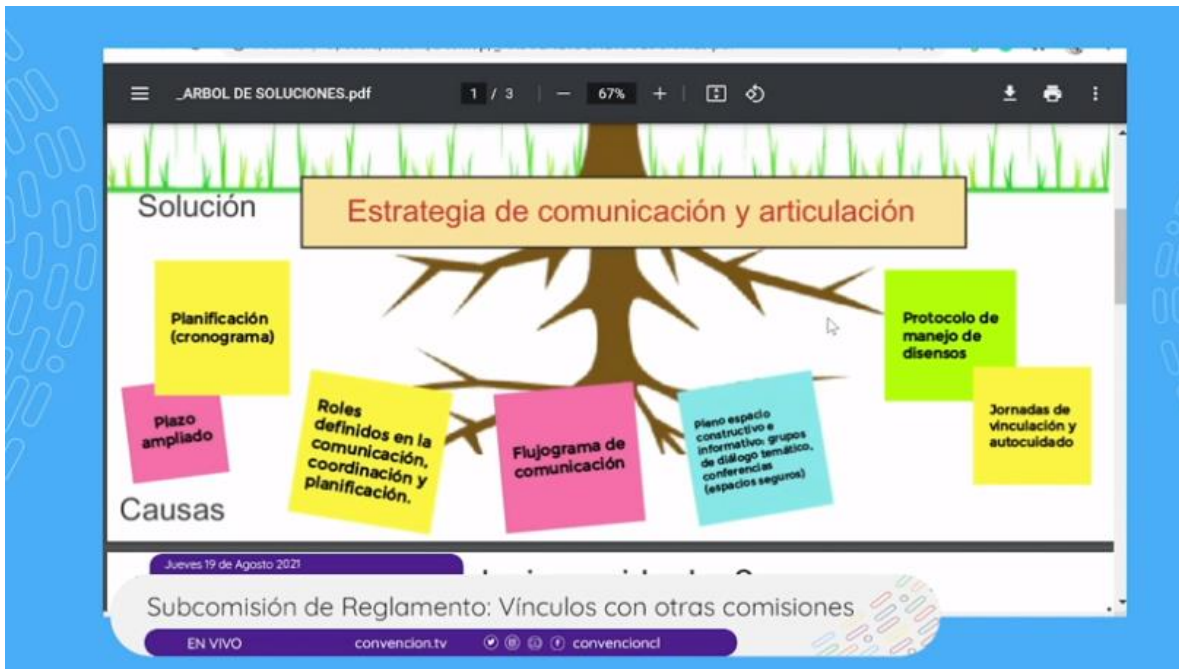 _ARBOL DE SOLUCIONES.pdf
1 / 3
67%
Solución
Estrategia de comunicación y articulación
Planificación
(cronograma)
Plazo
ampliado
Roles
definidos en la
comunicación,
coordinación y
planificación.
Flujograma de
comunicación
Pleno espacio
constructivo e
informativo: grupos
de diálogo temático,
conferencias
(espacios seguros)
Protocolo de
manejo de
disensos
Jornadas de
vinculación y
autocuidado
Causas
Jueves 19 de Agosto 2021
Subcomisión de Reglamento: Vínculos con otras comisiones
EN VIVO
convencion.tv
convencioncl